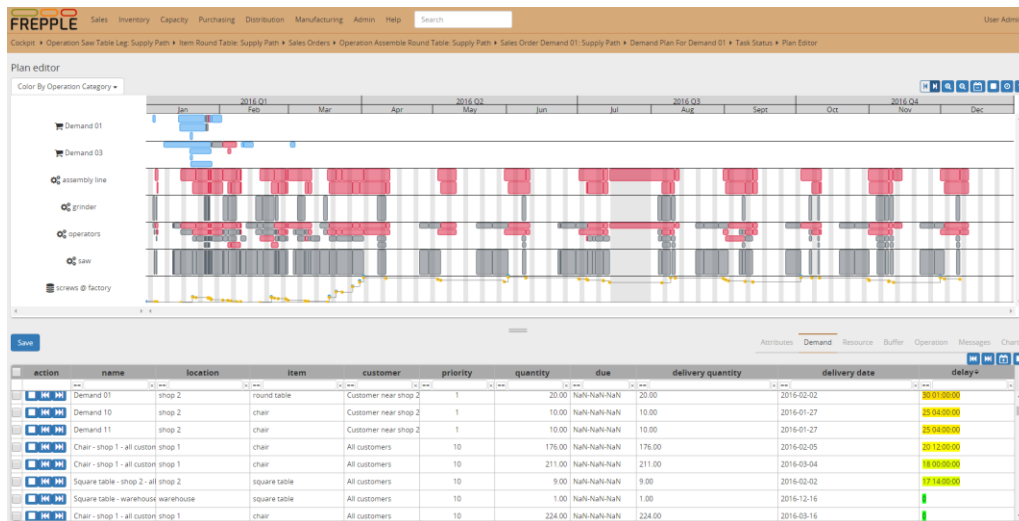 FREPPLE Sales Inventory Capacity Purchasing Distribution Manufacturing Admin Help Search User Admi
Cockpit Operation Saw Table Leg: Supply Path Item Round Table: Supply Path Sales Orders Operation Assemble Round Table: Supply Path Sales Order Demand 01: Supply Path Demand Plan For Demand 01 Task Status Plan Editor
Plan editor
Color By Operation Category
2016 Q1 2016 Q2 2016 Q3 2016 Q4
Jan Feb Mar Apr May Jun Jul Aug Sept Oct Nov Dec
Demand 01
Demand 03
assembly line
grinder
operators
saw
screws @ factory
Save Attributes Demand Resource Buffer Operation Messages Chart
action name location item customer priority quantity due delivery quantity delivery date delay
Demand 01 shop 2 round table Customer near shop 2 1 20.00 NaN-NaN-NaN 20.00 2016-02-02 30 01:00:00
Demand 10 shop 2 chair Customer near shop 2 1 10.00 NaN-NaN-NaN 10.00 2016-01-27 25 04:00:00
Demand 11 shop 2 chair Customer near shop 2 1 10.00 NaN-NaN-NaN 10.00 2016-01-27 25 04:00:00
Chair - shop 1 - all custon shop 1 chair All customers 10 176.00 NaN-NaN-NaN 176.00 2016-02-05 20 12:00:00
Chair - shop 1 - all custon shop 1 chair All customers 10 211.00 NaN-NaN-NaN 211.00 2016-03-04 18 00:00:00
Square table - shop 2 - all shop 2 square table All customers 10 9.00 NaN-NaN-NaN 9.00 2016-02-02 17 14:00:00
Square table - warehouse warehouse square table All customers 10 1.00 NaN-NaN-NaN 1.00 2016-12-16
Chair - shop 1 - all custon shop 1 chair All customers 10 224.00 NaN-NaN-NaN 224.00 2016-03-16